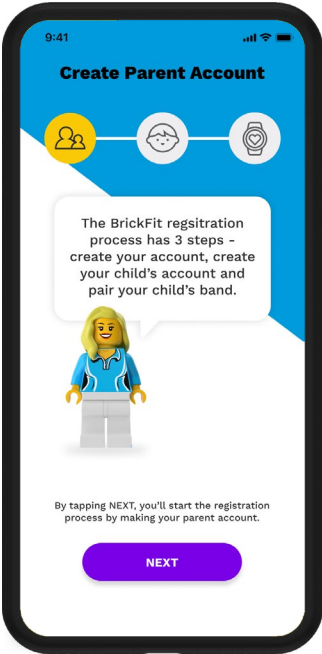 9:41
Create Parent Account
The BrickFit regsitration
process has 3 steps -
create your account, create
your child's account and
pair your child's band.
By tapping NEXT, you'll start the registration
process by making your parent account.
NEXT